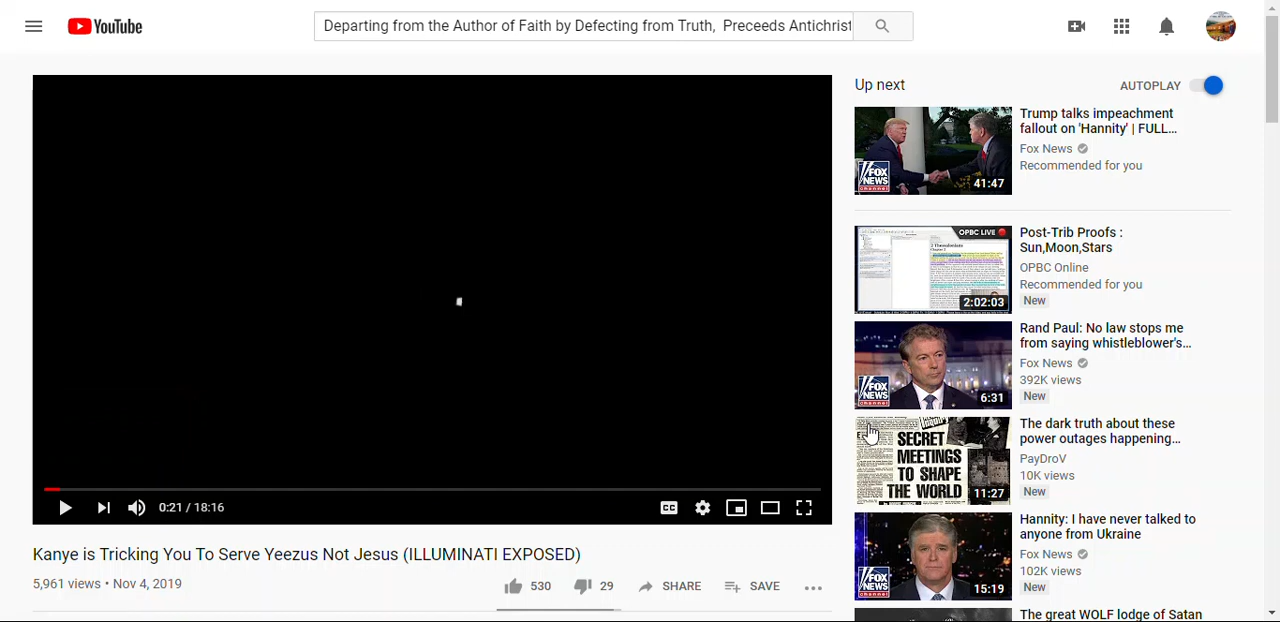 YouTube
Departing from the Author of Faith by Defecting from Truth, Preceeds Antichrist
Up next
AUTOPLAY
FOX
NEWS
channel
41:47
Trump talks impeachment
fallout on 'Hannity' | FULL...
Fox News
Recommended for you
OPBC LIVE
2:02:03
Post-Trib Proofs :
Sun,Moon,Stars
OPBC Online
Recommended for you
New
FOX
NEWS
channel
6:31
Rand Paul: No law stops me
from saying whistleblower's...
Fox News
392K views
New
SECRET
MEETINGS
TO SHAPE
THE WORLD
11:27
The dark truth about these
power outages happening...
PayDroV
10K views
New
FOX
NEWS
channel
15:19
Hannity: I have never talked to
anyone from Ukraine
Fox News
102K views
New
The great WOLF lodge of Satan
0:21 / 18:16
CC
Kanye is Tricking You To Serve Yeezus Not Jesus (ILLUMINATI EXPOSED)
5,961 views • Nov 4, 2019
530
29
SHARE
SAVE